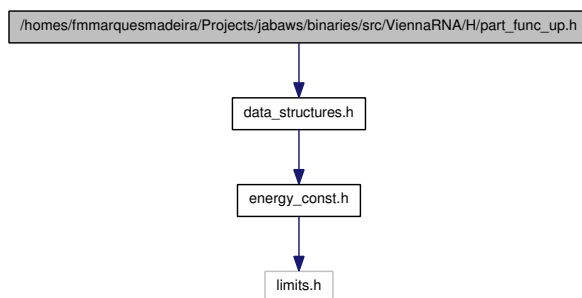 /homes/fmmarquesmadeira/Projects/jabaws/binaries/src/ViennaRNA/H/part_func_up.h
data_structures.h
energy_const.h
limits.h